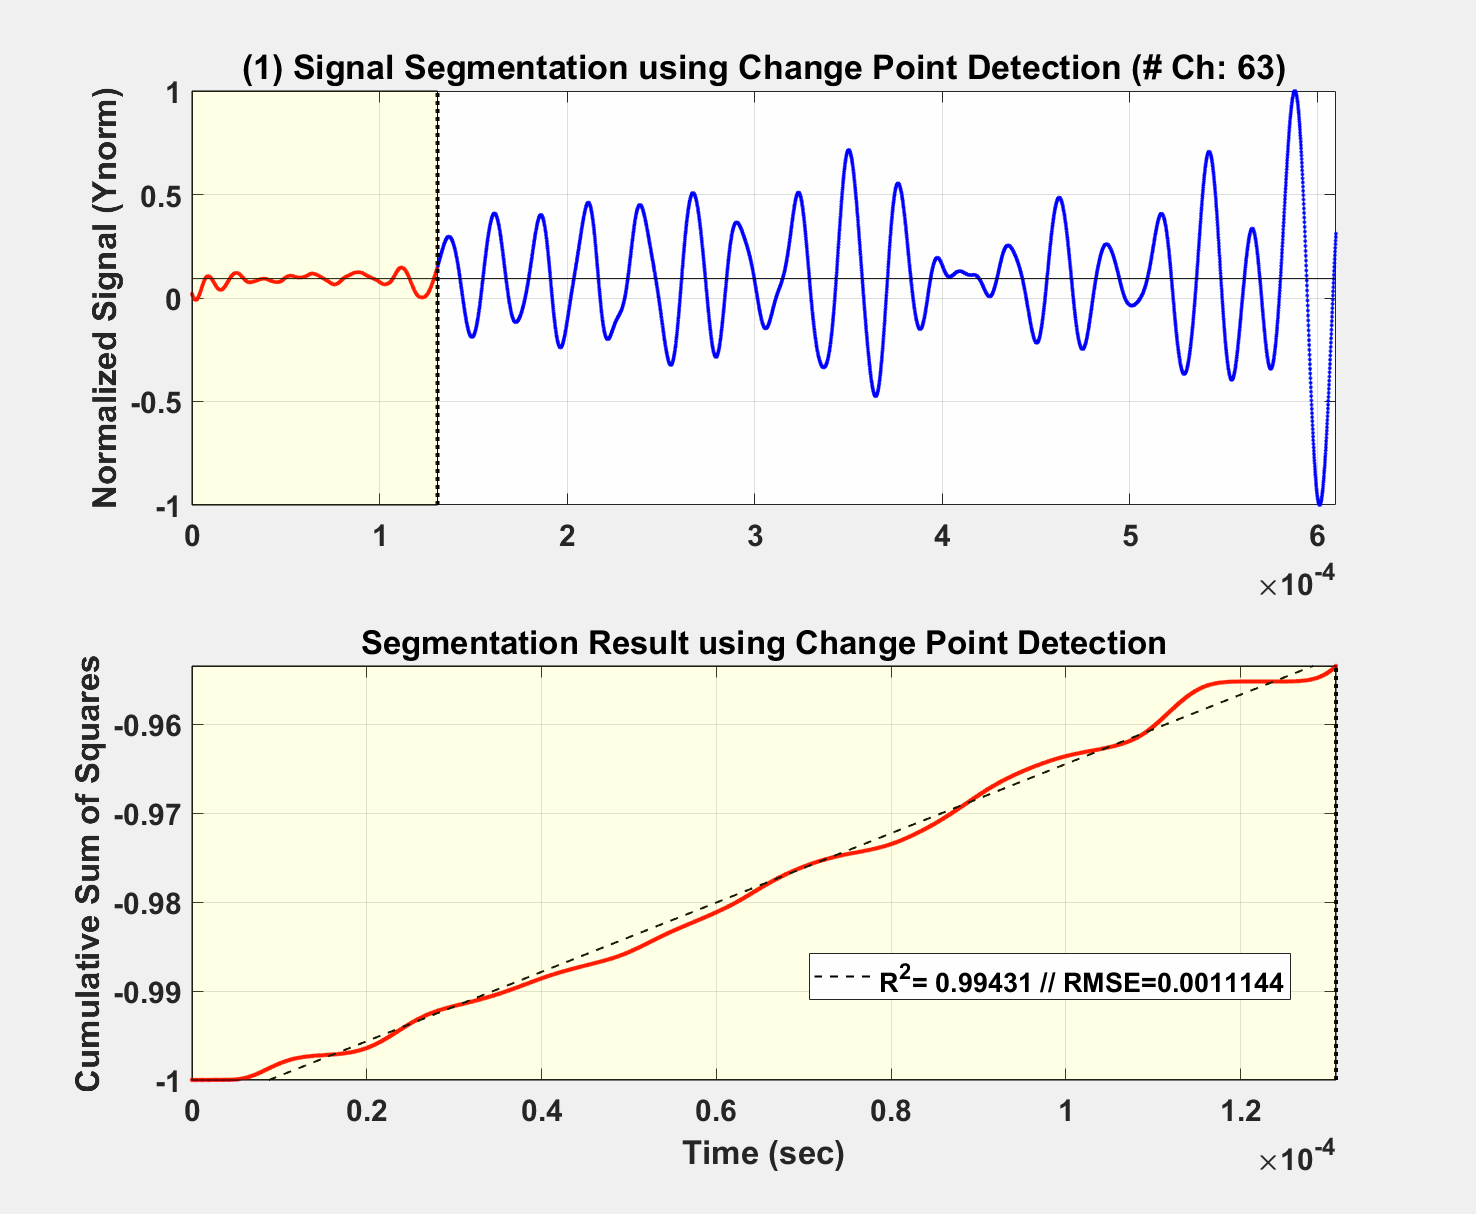 (1) Signal Segmentation using Change Point Detection (# Ch: 63)
Normalized Signal (Ynorm)
1
0.5
0
-0.5
-1
0 1 2 3 4 5 6
×10-4
Segmentation Result using Change Point Detection
Cumulative Sum of Squares
-0.96
-0.97
-0.98
-0.99
-1
R2= 0.99431 // RMSE=0.0011144
0 0.2 0.4 0.6 0.8 1 1.2
Time (sec)
×10-4